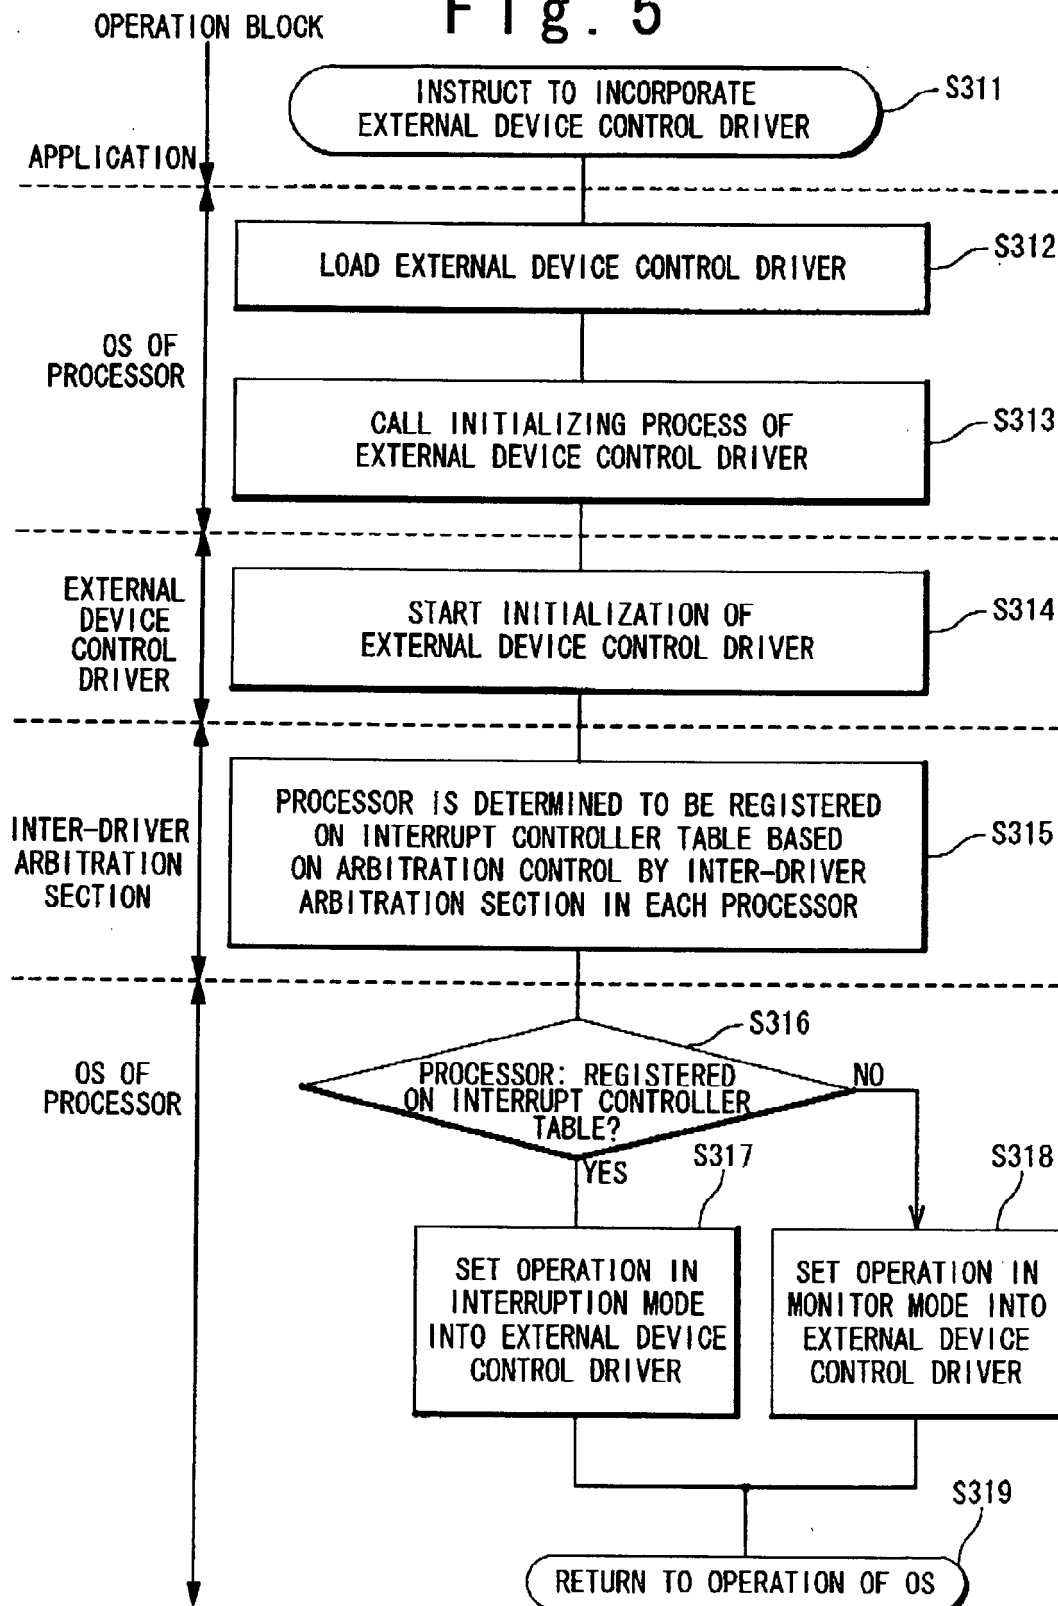 Fig. 5
OPERATION BLOCK
INSTRUCT TO INCORPORATE
EXTERNAL DEVICE CONTROL DRIVER
S311
APPLICATION
LOAD EXTERNAL DEVICE CONTROL DRIVER
S312
OS OF
PROCESSOR
CALL INITIALIZING PROCESS OF
EXTERNAL DEVICE CONTROL DRIVER
S313
EXTERNAL
DEVICE
CONTROL
DRIVER
START INITIALIZATION OF
EXTERNAL DEVICE CONTROL DRIVER
S314
INTER-DRIVER
ARBITRATION
SECTION
PROCESSOR IS DETERMINED TO BE REGISTERED
ON INTERRUPT CONTROLLER TABLE BASED
ON ARBITRATION CONTROL BY INTER-DRIVER
ARBITRATION SECTION IN EACH PROCESSOR
S315
OS OF
PROCESSOR
S316
PROCESSOR: REGISTERED
ON INTERRUPT CONTROLLER
TABLE?
NO
YES
S317
S318
SET OPERATION IN
INTERRUPTION MODE
INTO EXTERNAL DEVICE
CONTROL DRIVER
SET OPERATION IN
MONITOR MODE INTO
EXTERNAL DEVICE
CONTROL DRIVER
S319
RETURN TO OPERATION OF OS